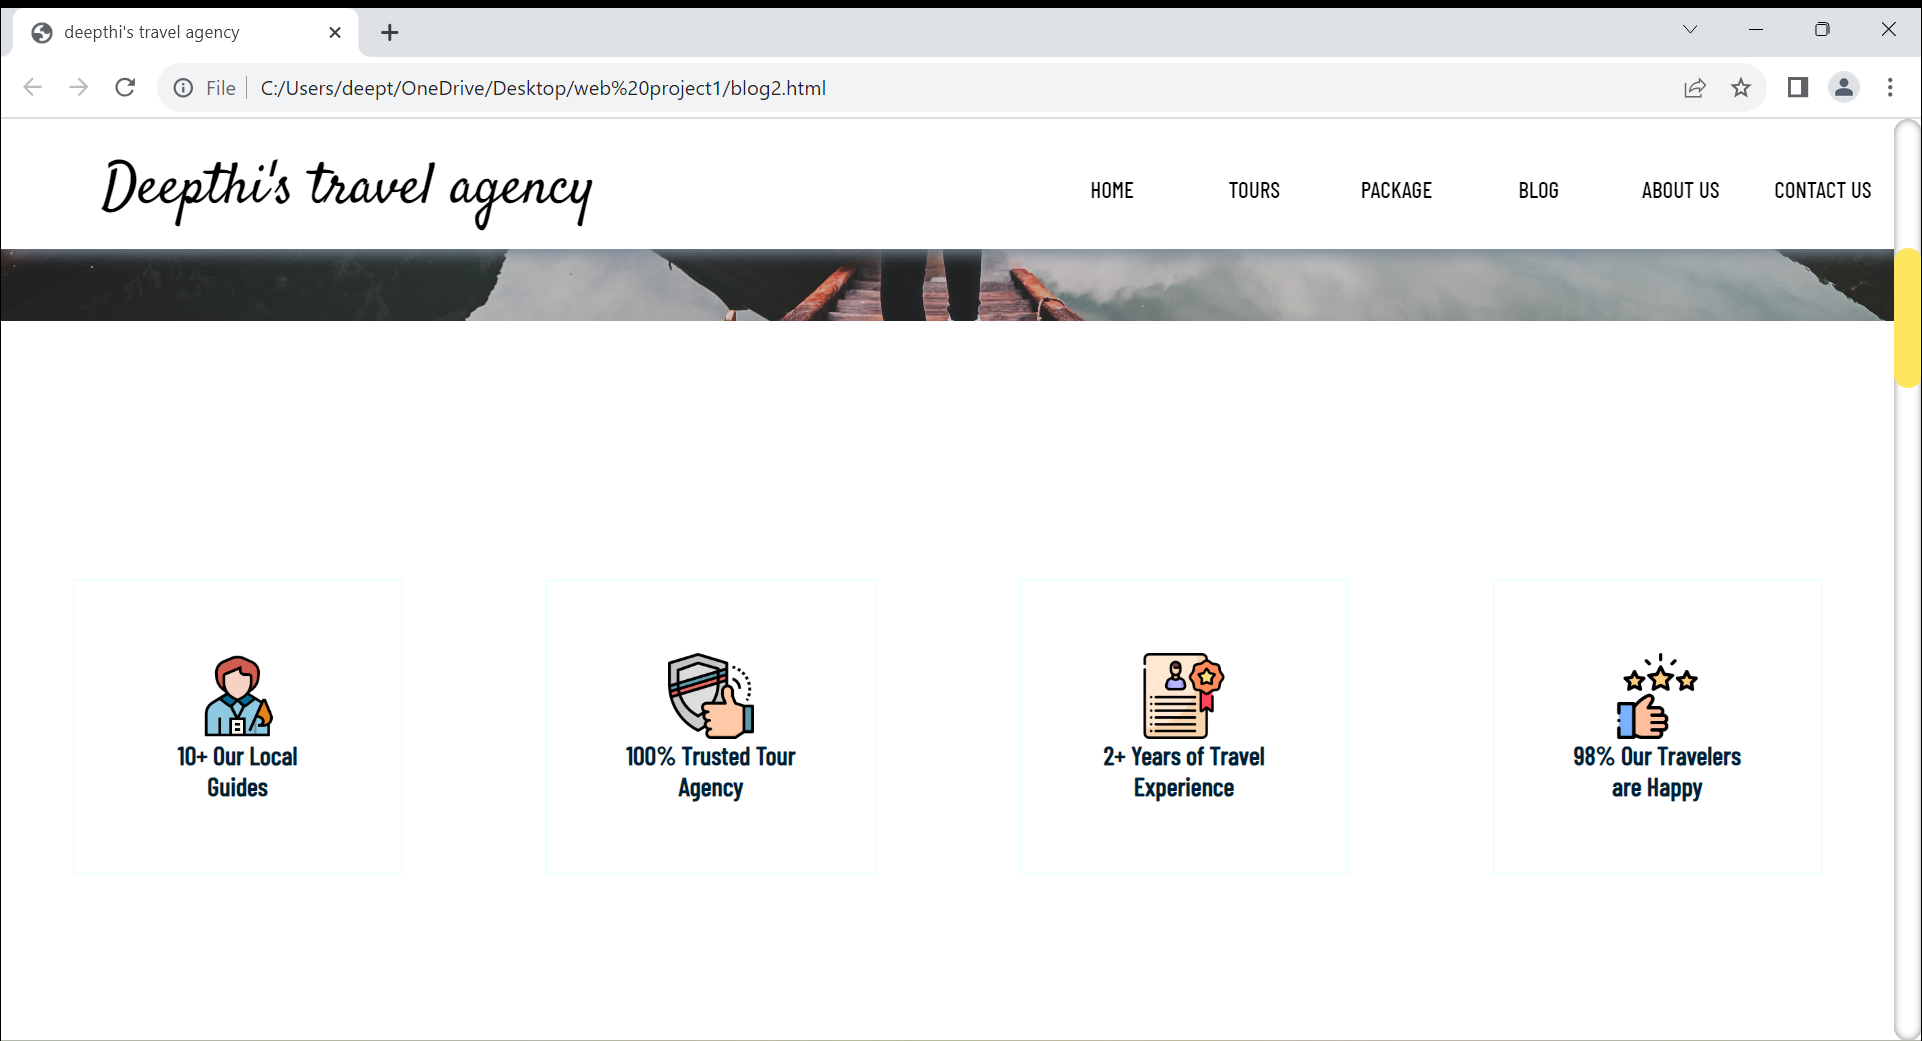 deepthi's travel agency
File
C:/Users/deept/OneDrive/Desktop/web%20project1/blog2.html
Deepthi's travel agency
HOME TOURS PACKAGE BLOG ABOUT US CONTACT US
10+ Our Local
Guides
100% Trusted Tour
Agency
2+ Years of Travel
Experience
98% Our Travelers
are Happy